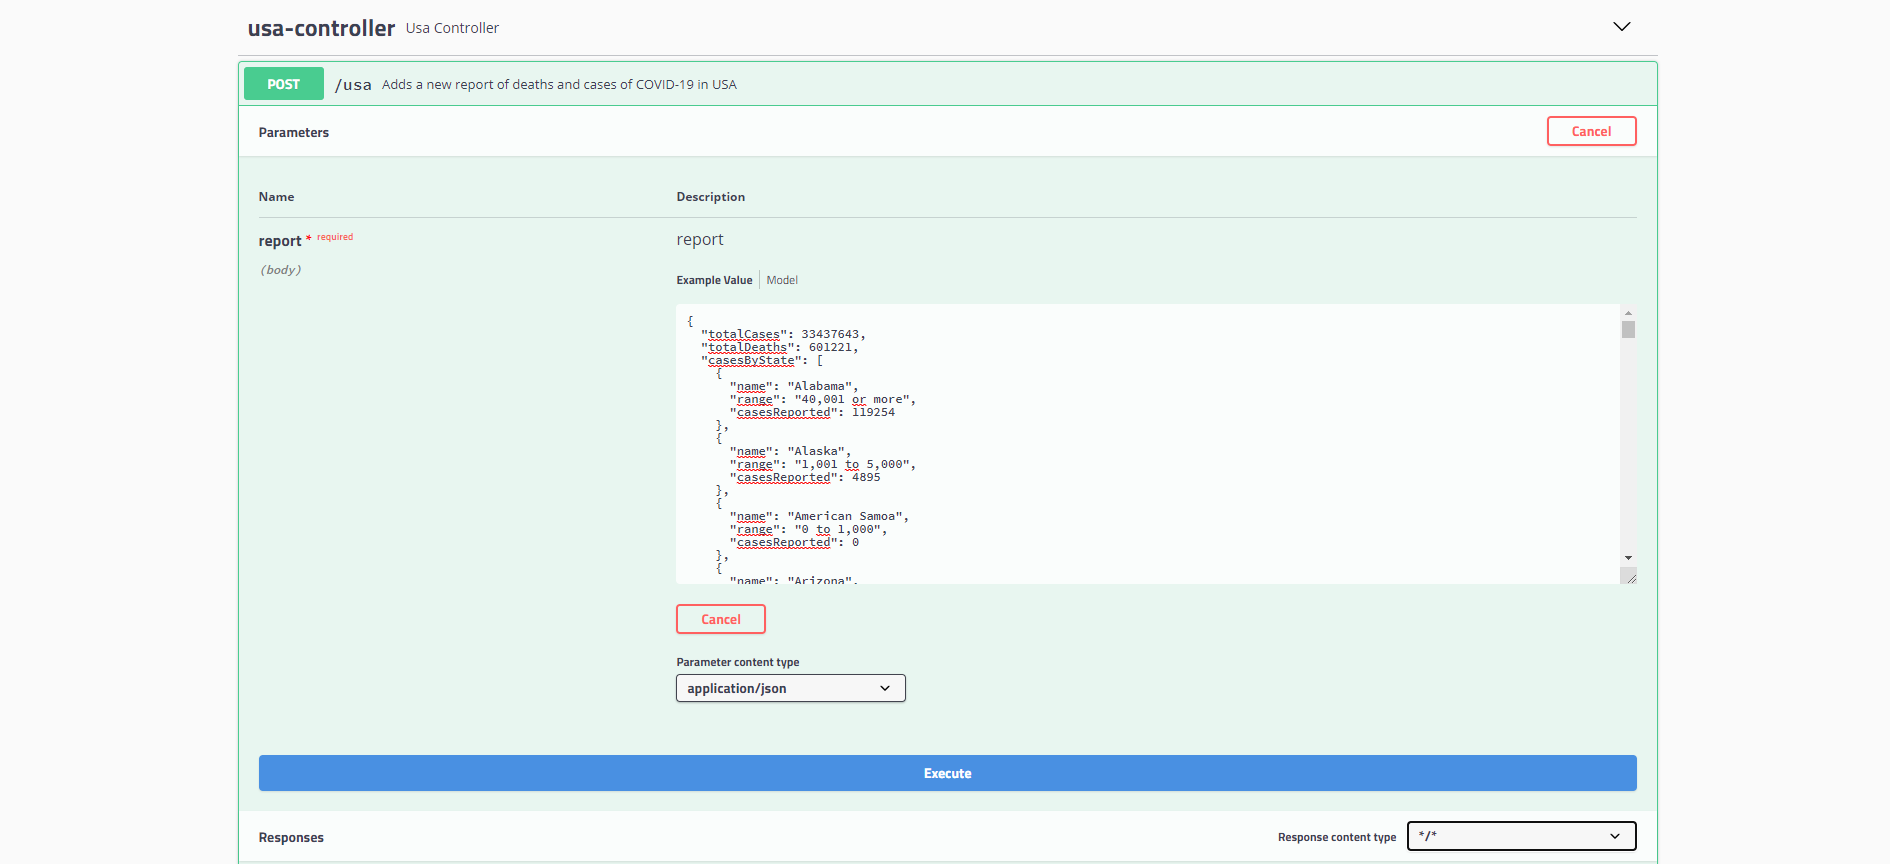 usa-controller Usa Controller
POST /usa Adds a new report of deaths and cases of COVID-19 in USA
Parameters Cancel
Name Description
report * required report
(body)
Example Value Model
{
"totalCases": 33437643,
"totalDeaths": 601221,
"casesByState": [
{
"name": "Alabama",
"range": "40,001 or more",
"casesReported": 119254
},
{
"name": "Alaska",
"range": "1,001 to 5,000",
"casesReported": 4895
},
{
"name": "American Samoa",
"range": "0 to 1,000",
"casesReported": 0
},
{
"name": "Arizona",
Cancel
Parameter content type
application/json
Execute
Responses Response content type */*